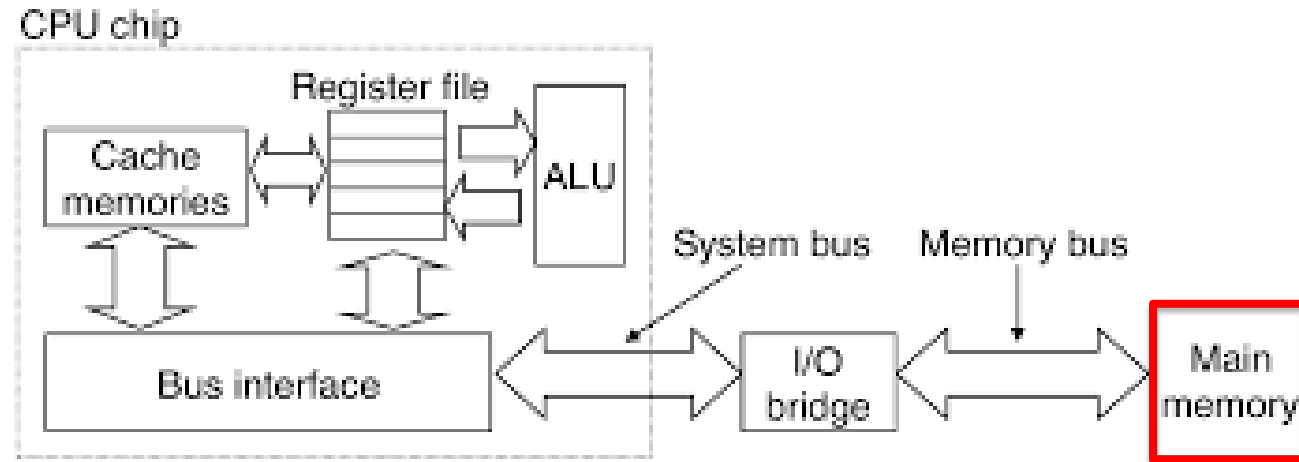 CPU chip
Register file
Cache
memories
ALU
System bus
Memory bus
Bus interface
I/O
bridge
Main
memory